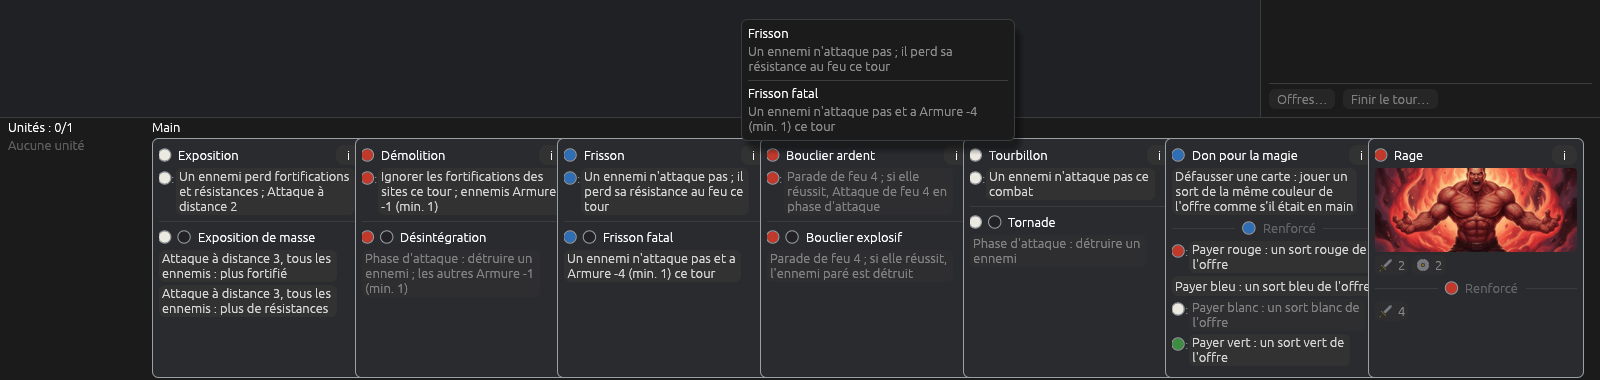 Frisson
Un ennemi n'attaque pas ; il perd sa
résistance au feu ce tour
Frisson fatal
Un ennemi n'attaque pas et a Armure -4
(min. 1) ce tour
Offres…
Finir le tour…
Unités : 0/1
Aucune unité
Main
Exposition
i
Un ennemi perd fortifications
et résistances ; Attaque à
distance 2
Exposition de masse
Attaque à distance 3, tous les
ennemis : plus fortifié
Attaque à distance 3, tous les
ennemis : plus de résistances
Démolition
i
Ignorer les fortifications des
sites ce tour ; ennemis Armure
-1 (min. 1)
Désintégration
Phase d'attaque : détruire un
ennemi ; les autres Armure -1
(min. 1)
Frisson
i
Un ennemi n'attaque pas ; il
perd sa résistance au feu ce
tour
Frisson fatal
Un ennemi n'attaque pas et a
Armure -4 (min. 1) ce tour
Bouclier ardent
i
Parade de feu 4 ; si elle
réussit, Attaque de feu 4 en
phase d'attaque
Bouclier explosif
Parade de feu 4 ; si elle réussit,
l'ennemi paré est détruit
Tourbillon
i
Un ennemi n'attaque pas ce
combat
Tornade
Phase d'attaque : détruire un
ennemi
Don pour la magie
i
Défausser une carte : jouer un
sort de la même couleur de
l'offre comme s'il était en main
Renforcé
: Payer rouge : un sort rouge de
l'offre
Payer bleu : un sort bleu de l'offre
: Payer blanc : un sort blanc de
l'offre
: Payer vert : un sort vert de
l'offre
Rage
i
2 2
Renforcé
4